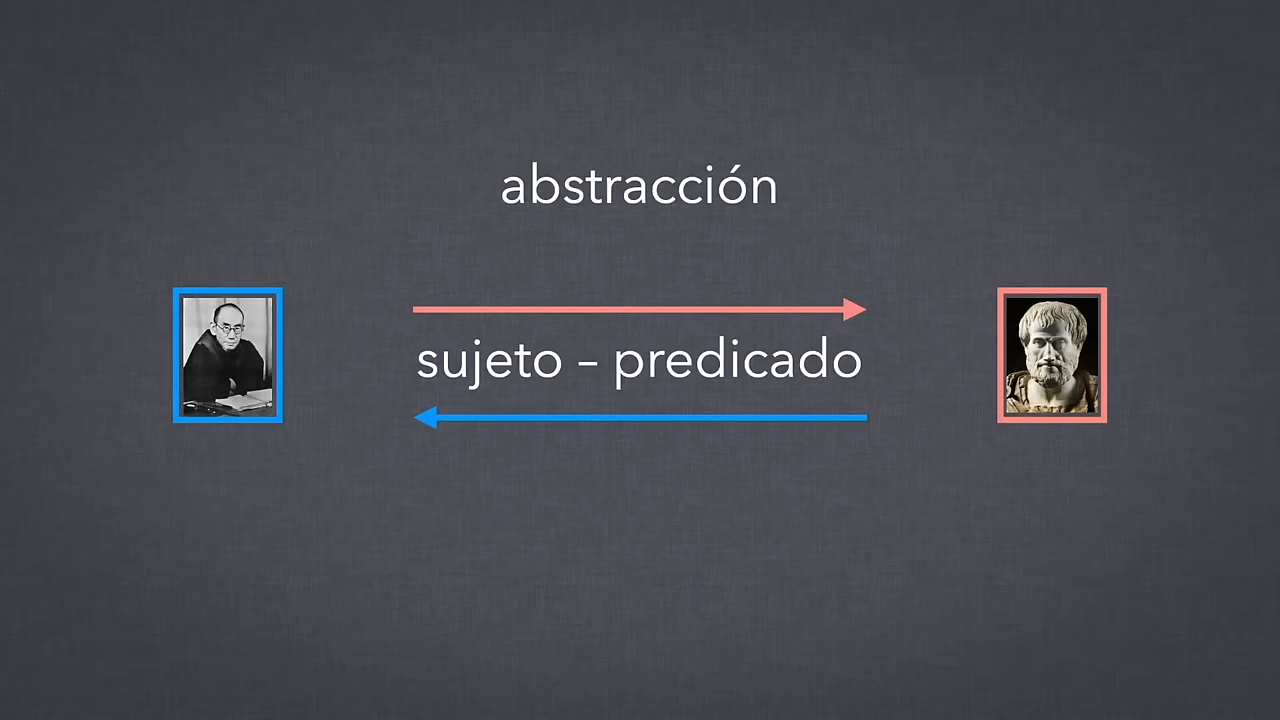 abstracción
sujeto – predicado